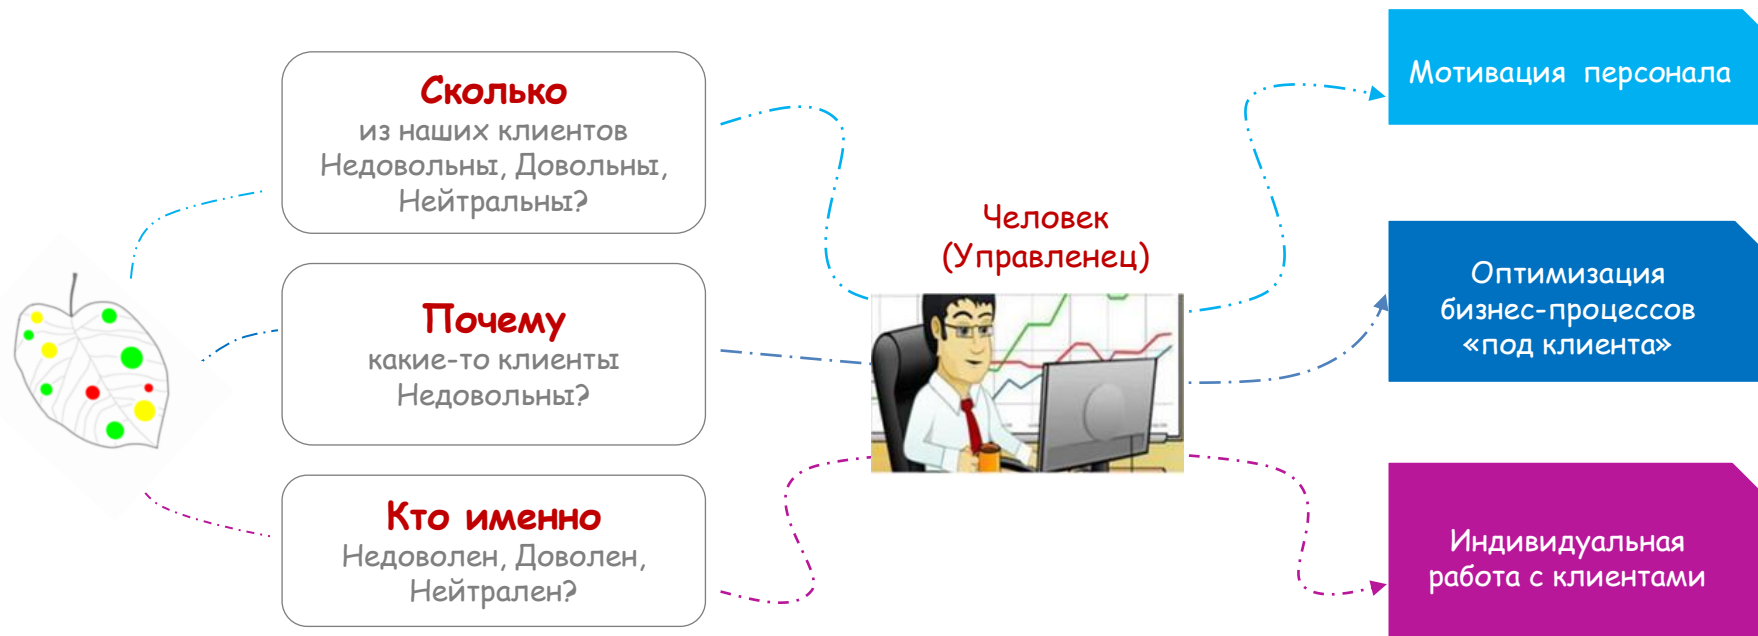 Сколько
из наших клиентов
Недовольны, Довольны,
Нейтральны?
Почему
какие-то клиенты
Недовольны?
Кто именно
Недоволен, Доволен,
Нейтрален?
Человек
(Управленец)
Мотивация персонала
Оптимизация
бизнес-процессов
«под клиента»
Индивидуальная
работа с клиентами